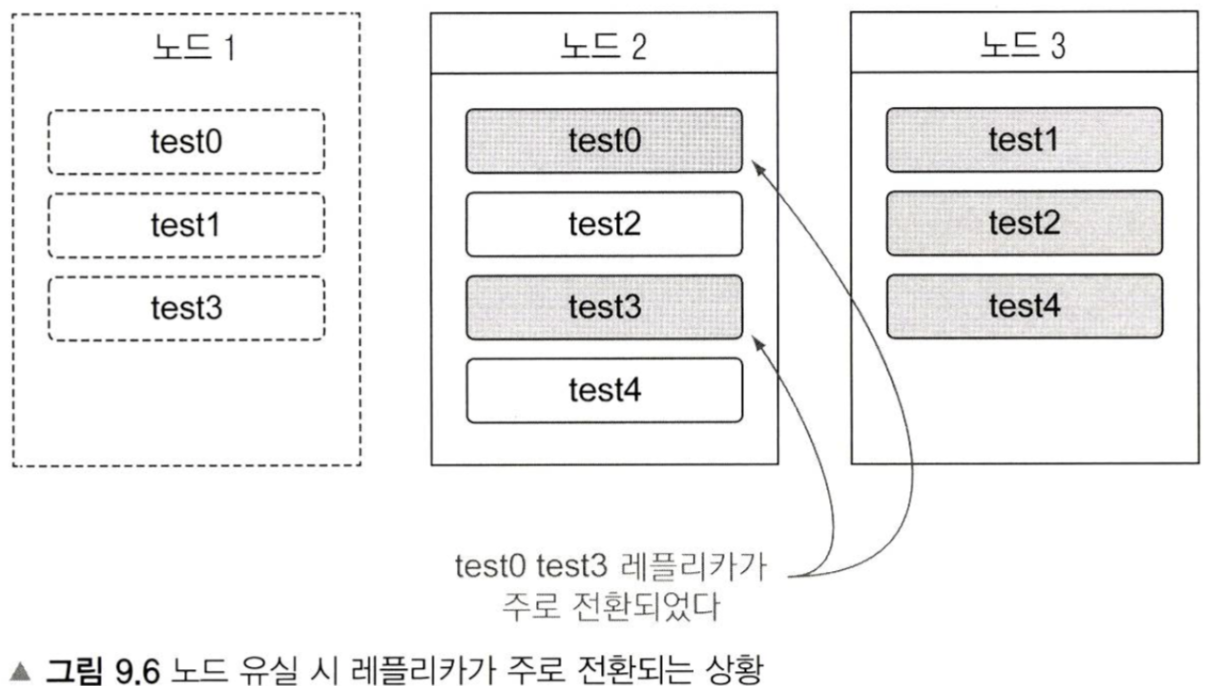 노드 1
test0
test1
test3
노드 2
test0
test2
test3
test4
노드 3
test1
test2
test4
test0 test3 레플리카가
주로 전환되었다
▲ 그림 9.6 노드 유실 시 레플리카가 주로 전환되는 상황